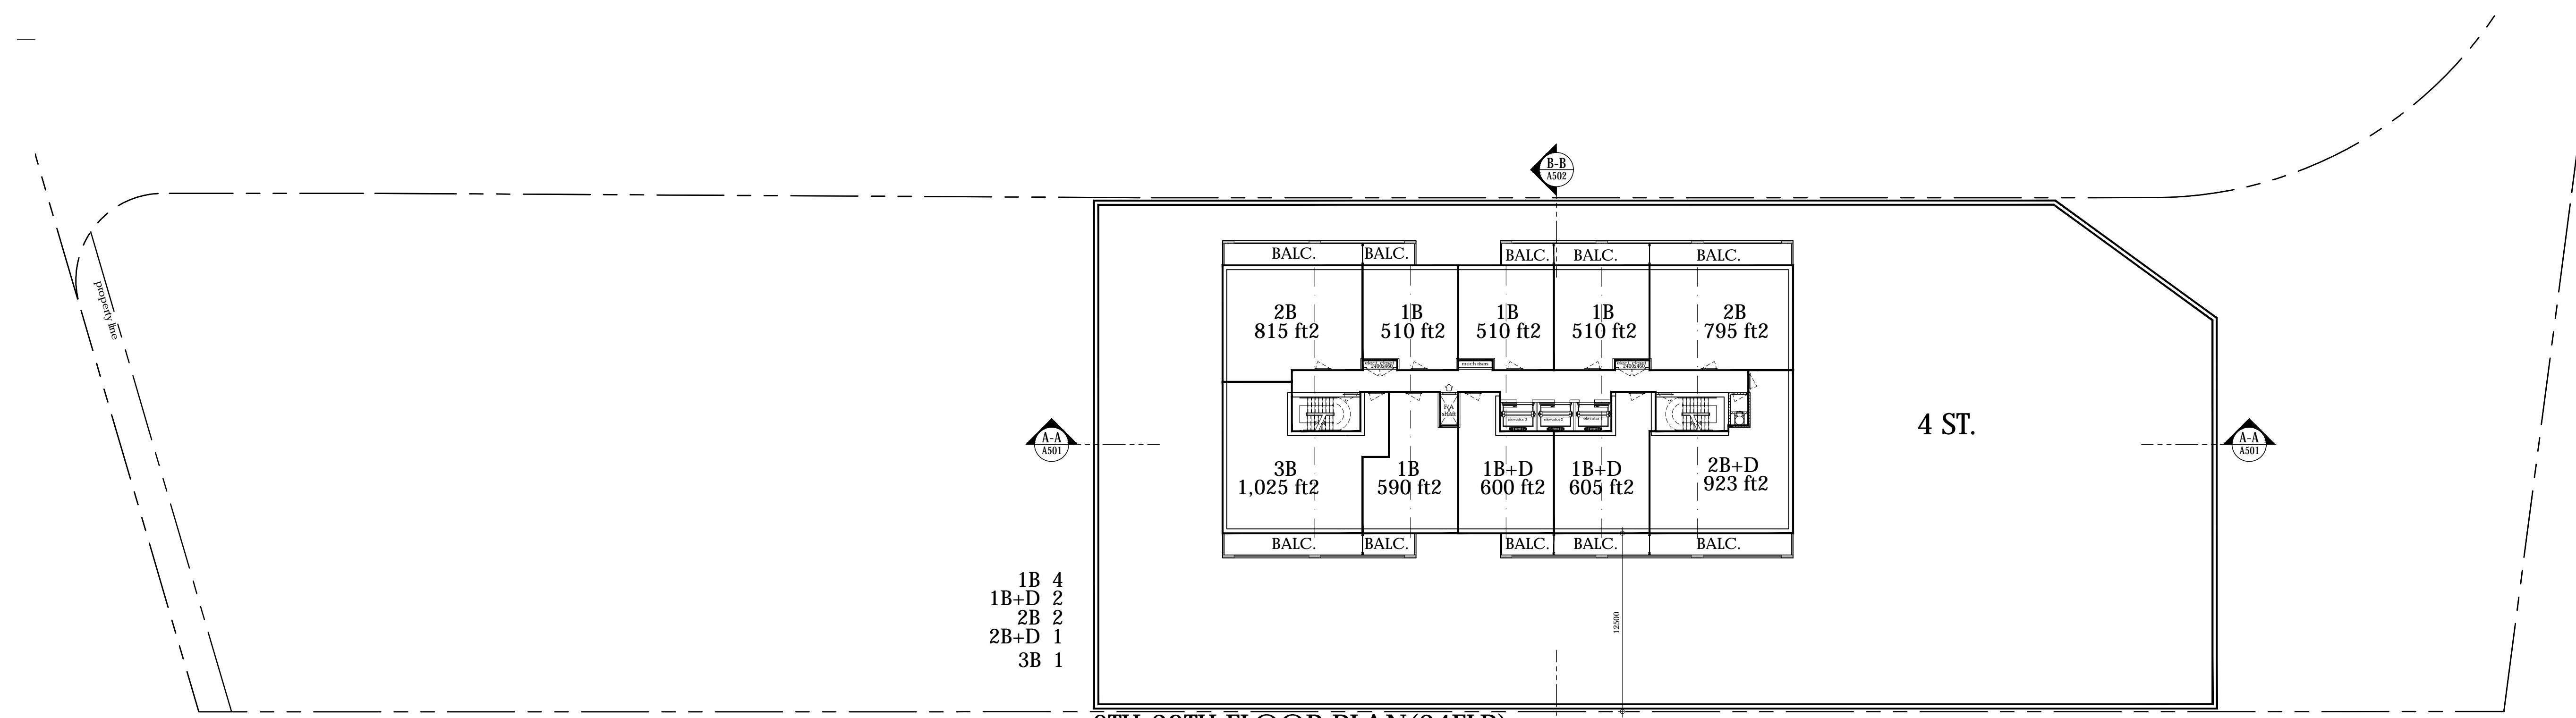 B-B
A502
BALC. BALC. BALC. BALC. BALC.
property line
2B 1B 1B 1B 2B
815 ft2 510 ft2 510 ft2 510 ft2 795 ft2
4 ST.
A-A
A501
A-A
A501
3B 1B 1B+D 1B+D 2B+D
1,025 ft2 590 ft2 600 ft2 605 ft2 923 ft2
BALC. BALC. BALC. BALC. BALC.
1B 4
1B+D 2
2B 2
2B+D 1
3B 1
12500